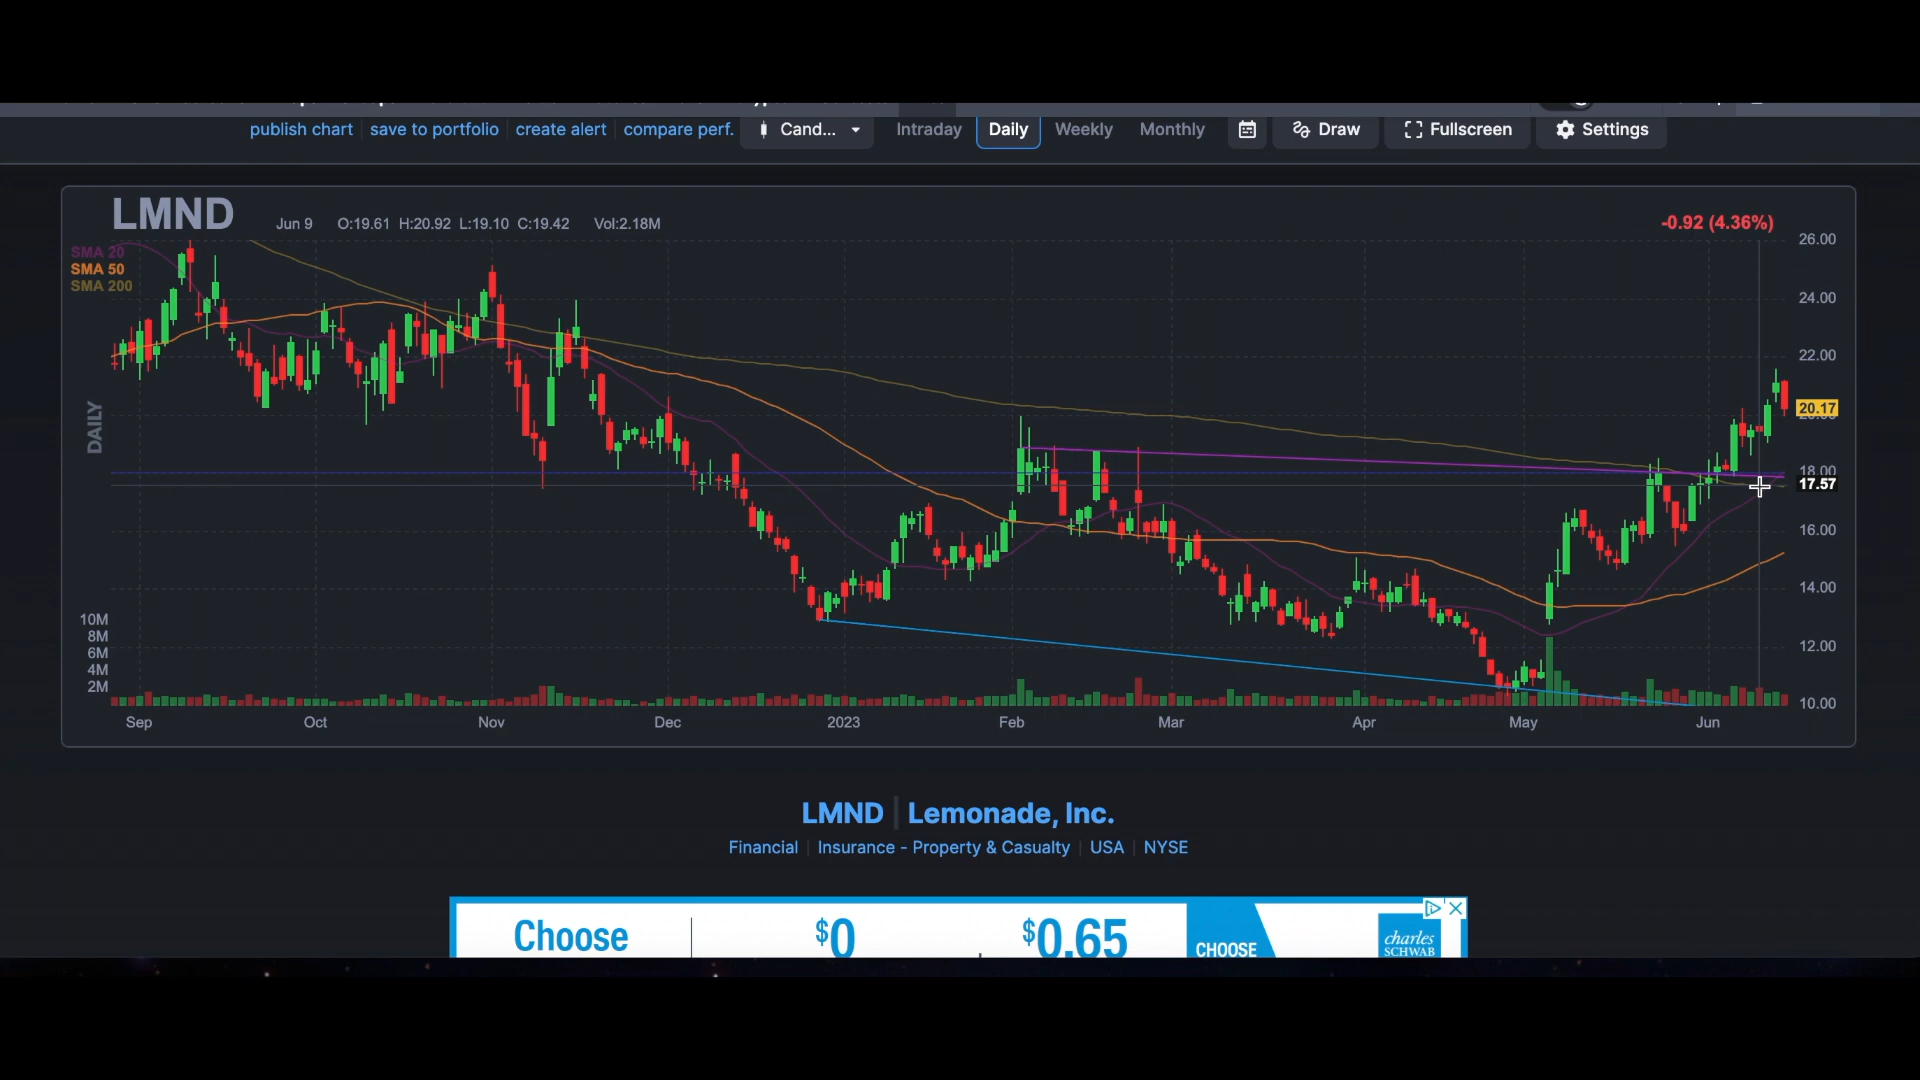 publish chart save to portfolio create alert compare perf. Cand... Intraday Daily Weekly Monthly Draw Fullscreen Settings
LMND Jun 9 O:19.61 H:20.92 L:19.10 C:19.42 Vol:2.18M -0.92 (4.36%)
SMA 20
SMA 50
SMA 200
26.00
24.00
22.00
20.17
18.00
17.57
16.00
14.00
12.00
10.00
DAILY
10M
8M
6M
4M
2M
Sep Oct Nov Dec 2023 Feb Mar Apr May Jun
LMND Lemonade, Inc.
Financial Insurance - Property & Casualty USA NYSE
Choose $0 $0.65 CHOOSE charles
SCHWAB